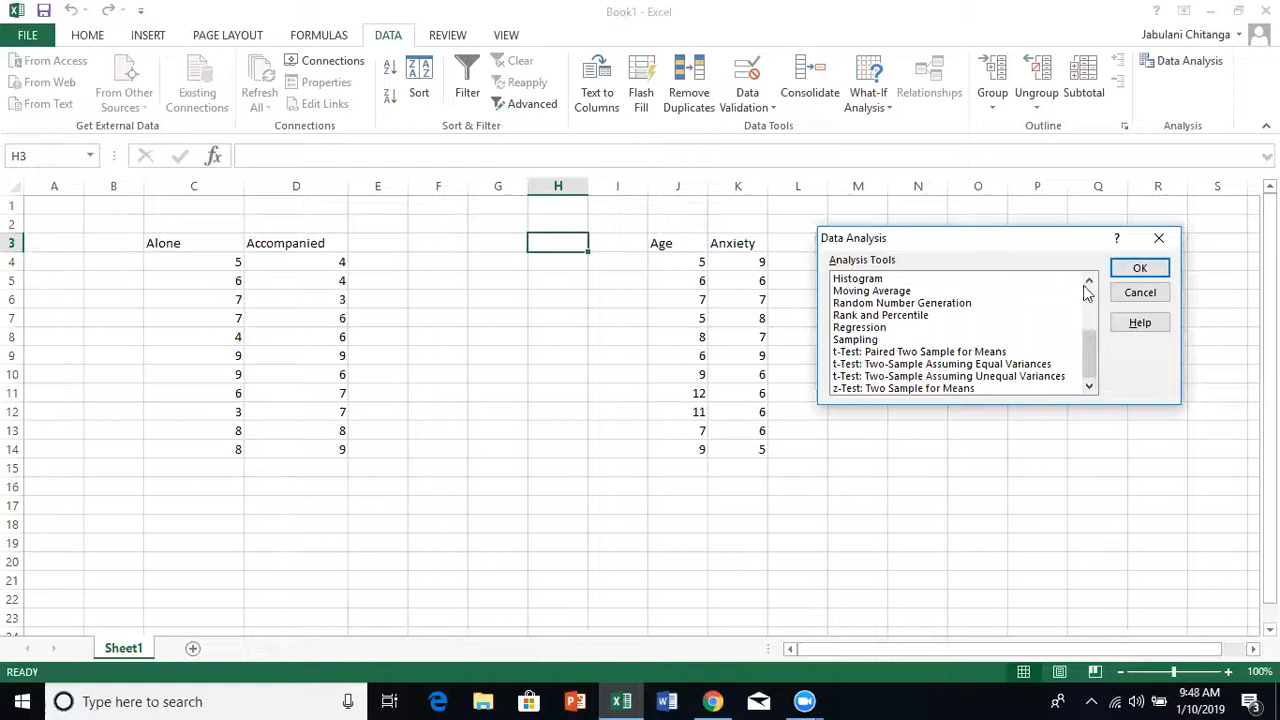 Book1 - Excel
FILE HOME INSERT PAGE LAYOUT FORMULAS DATA REVIEW VIEW Jabulani Chitanga
From Access
From Web
From Text
From Other Sources
Existing Connections
Get External Data
Refresh All
Connections
Properties
Edit Links
Connections
Sort
Filter
Clear
Reapply
Advanced
Sort & Filter
Text to Columns
Flash Fill
Remove Duplicates
Data Validation
Consolidate
What-If Analysis
Relationships
Data Tools
Group
Ungroup
Subtotal
Outline
Data Analysis
Analysis
H3 fx
A B C D E F G H I J K L M N O P Q R S
1
2
3 Alone Accompanied Age Anxiety
4 5 4 5 9
5 6 4 6 6
6 7 3 7 7
7 7 6 5 8
8 4 6 8 7
9 9 9 6 9
10 9 6 9 6
11 6 7 12 6
12 3 7 11 6
13 8 8 7 6
14 8 9 9 5
15
16
17
18
19
20
21
22
23
Data Analysis ?
Analysis Tools
Histogram
Moving Average
Random Number Generation
Rank and Percentile
Regression
Sampling
t-Test: Paired Two Sample for Means
t-Test: Two-Sample Assuming Equal Variances
t-Test: Two-Sample Assuming Unequal Variances
z-Test: Two Sample for Means
OK
Cancel
Help
Sheet1
READY 100%
Type here to search
9:48 AM
1/10/2019
3